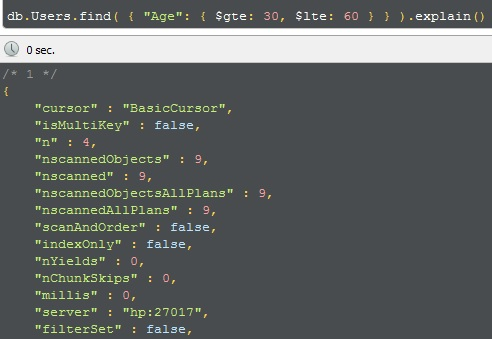 db.Users.find( { "Age": { $gte: 30, $lte: 60 } } ).explain()
0 sec.
/* 1 */
{
"cursor" : "BasicCursor",
"isMultiKey" : false,
"n" : 4,
"nscannedObjects" : 9,
"nscanned" : 9,
"nscannedObjectsAllPlans" : 9,
"nscannedAllPlans" : 9,
"scanAndOrder" : false,
"indexOnly" : false,
"nYields" : 0,
"nChunkSkips" : 0,
"millis" : 0,
"server" : "hp:27017",
"filterSet" : false,